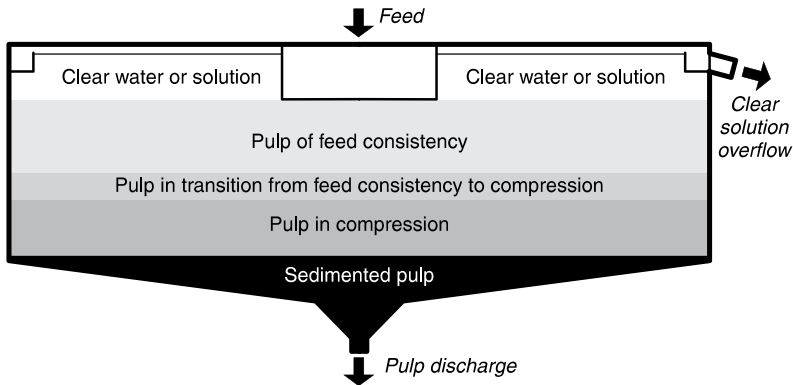 Feed
Clear water or solution
Clear water or solution
Clear
solution
overflow
Pulp of feed consistency
Pulp in transition from feed consistency to compression
Pulp in compression
Sedimented pulp
Pulp discharge